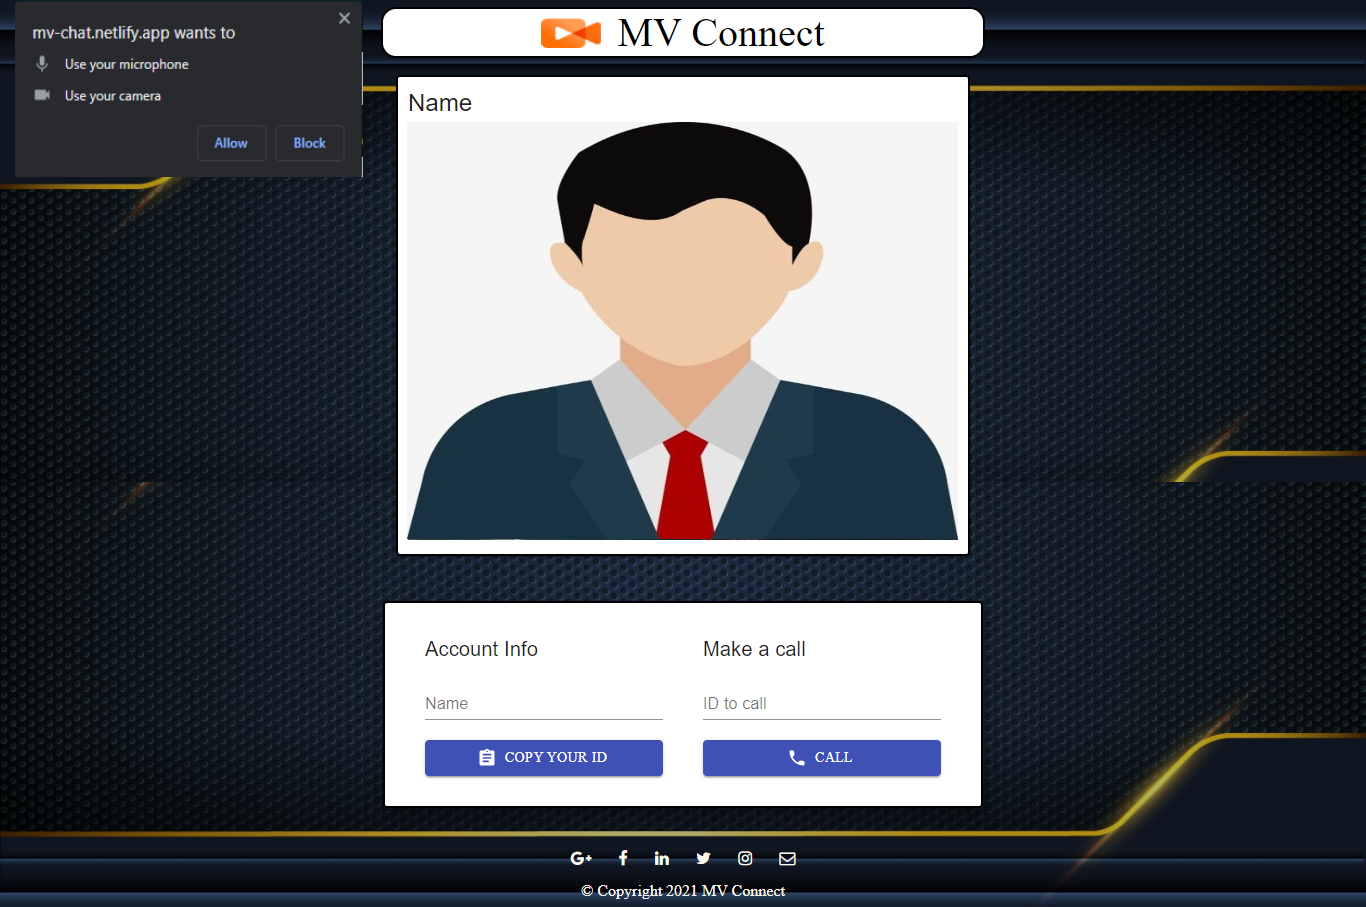 mv-chat.netlify.app wants to
Use your microphone
Use your camera
Allow
Block
MV Connect
Name
Account Info
Name
COPY YOUR ID
Make a call
ID to call
CALL
© Copyright 2021 MV Connect